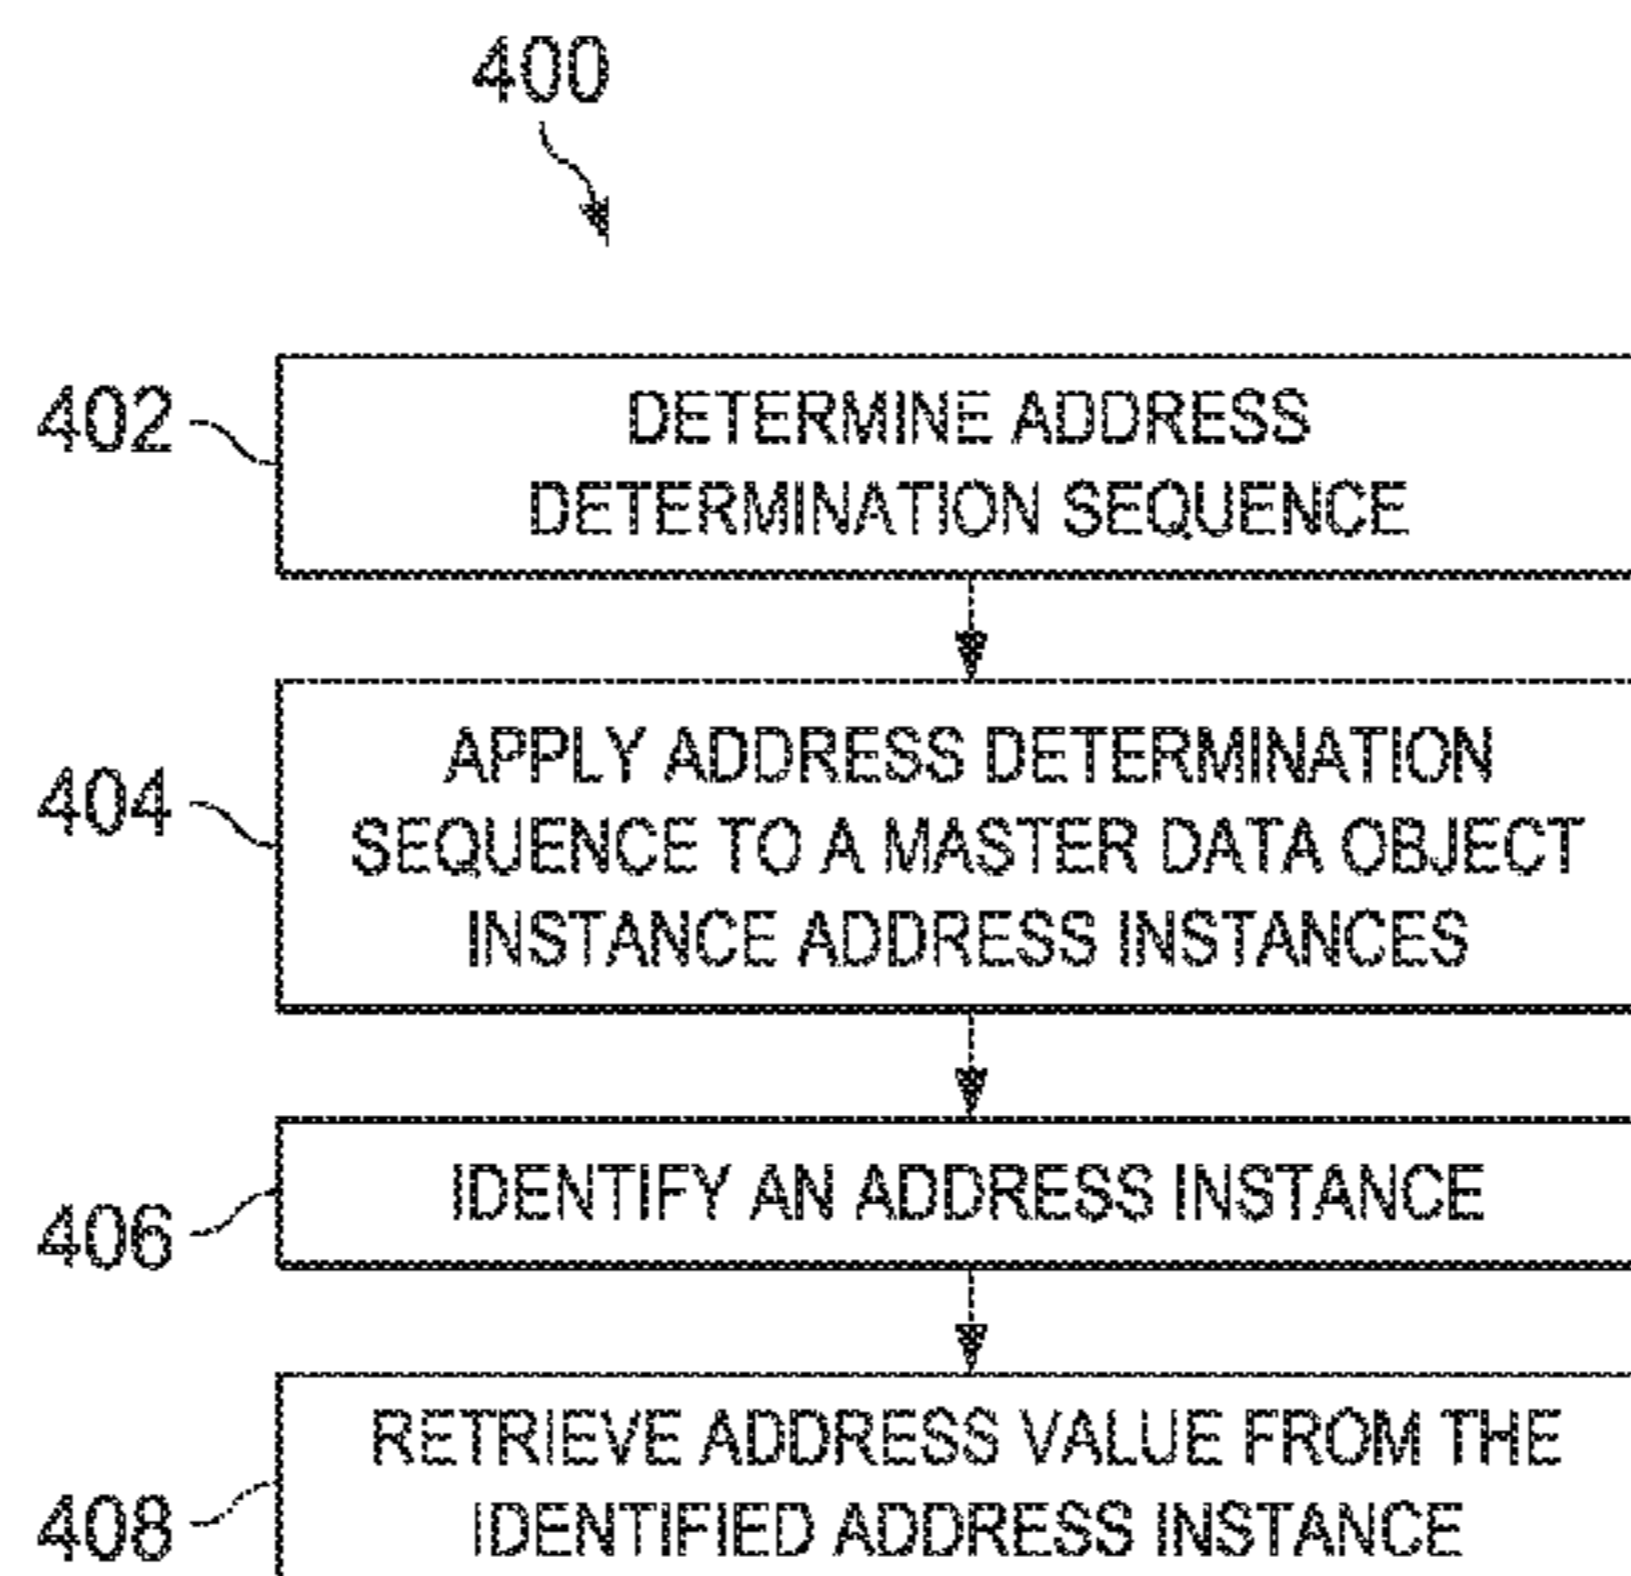 400
402
DETERMINE ADDRESS
DETERMINATION SEQUENCE
404
APPLY ADDRESS DETERMINATION
SEQUENCE TO A MASTER DATA OBJECT
INSTANCE ADDRESS INSTANCES
406
IDENTIFY AN ADDRESS INSTANCE
408
RETRIEVE ADDRESS VALUE FROM THE
IDENTIFIED ADDRESS INSTANCE